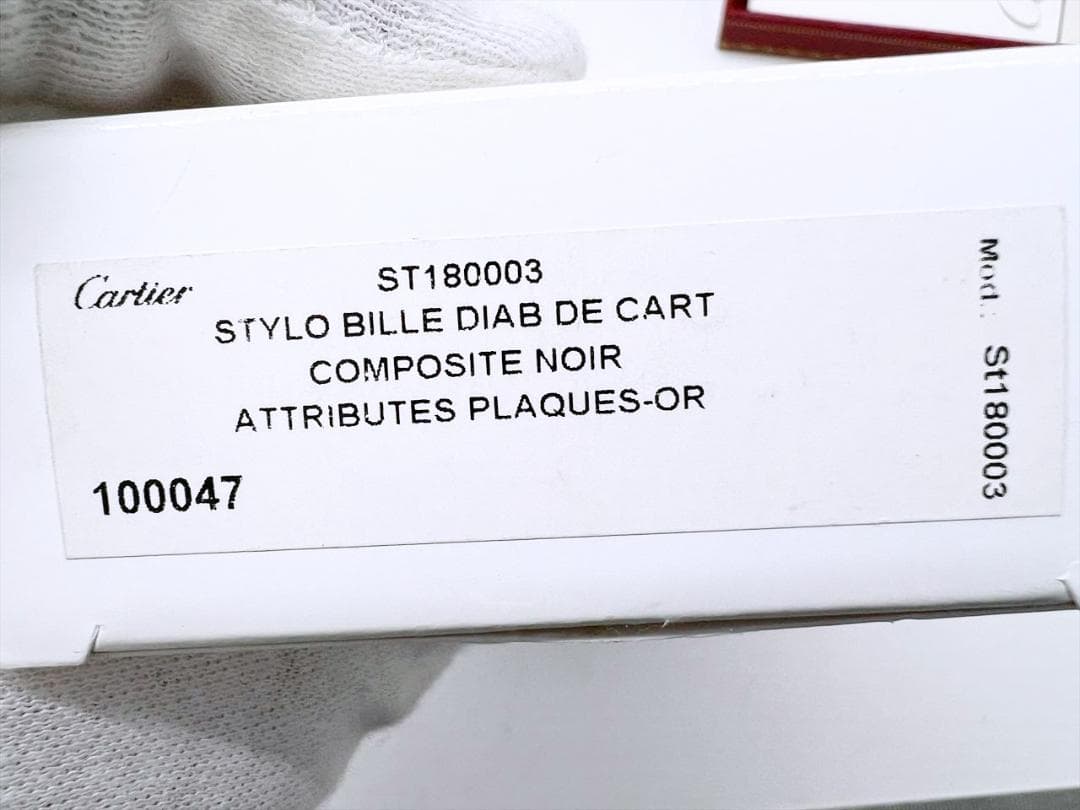 Cartier
ST180003
STYLO BILLE DIAB DE CART
COMPOSITE NOIR
ATTRIBUTES PLAQUES-OR
100047
Mod.: St180003